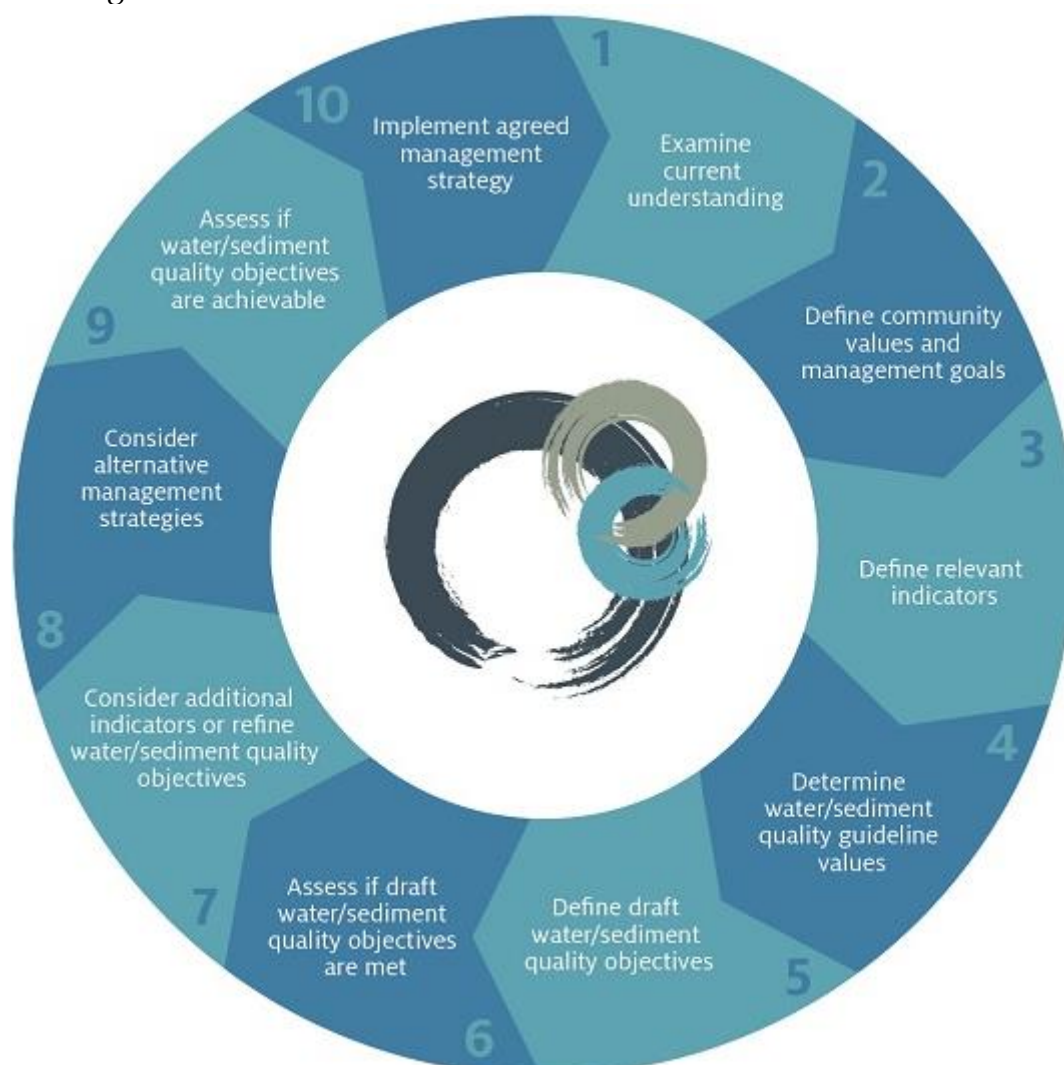 1
Examine
current
understanding
2
Define community
values and
management goals
3
Define relevant
indicators
4
Determine
water/sediment
quality guideline
values
5
Define draft
water/sediment
quality objectives
6
Assess if draft
water/sediment
quality objectives
are met
7
Consider additional
indicators or refine
water/sediment quality
objectives
8
Consider
alternative
management
strategies
9
Assess if
water/sediment
quality objectives
are achievable
10
Implement agreed
management
strategy